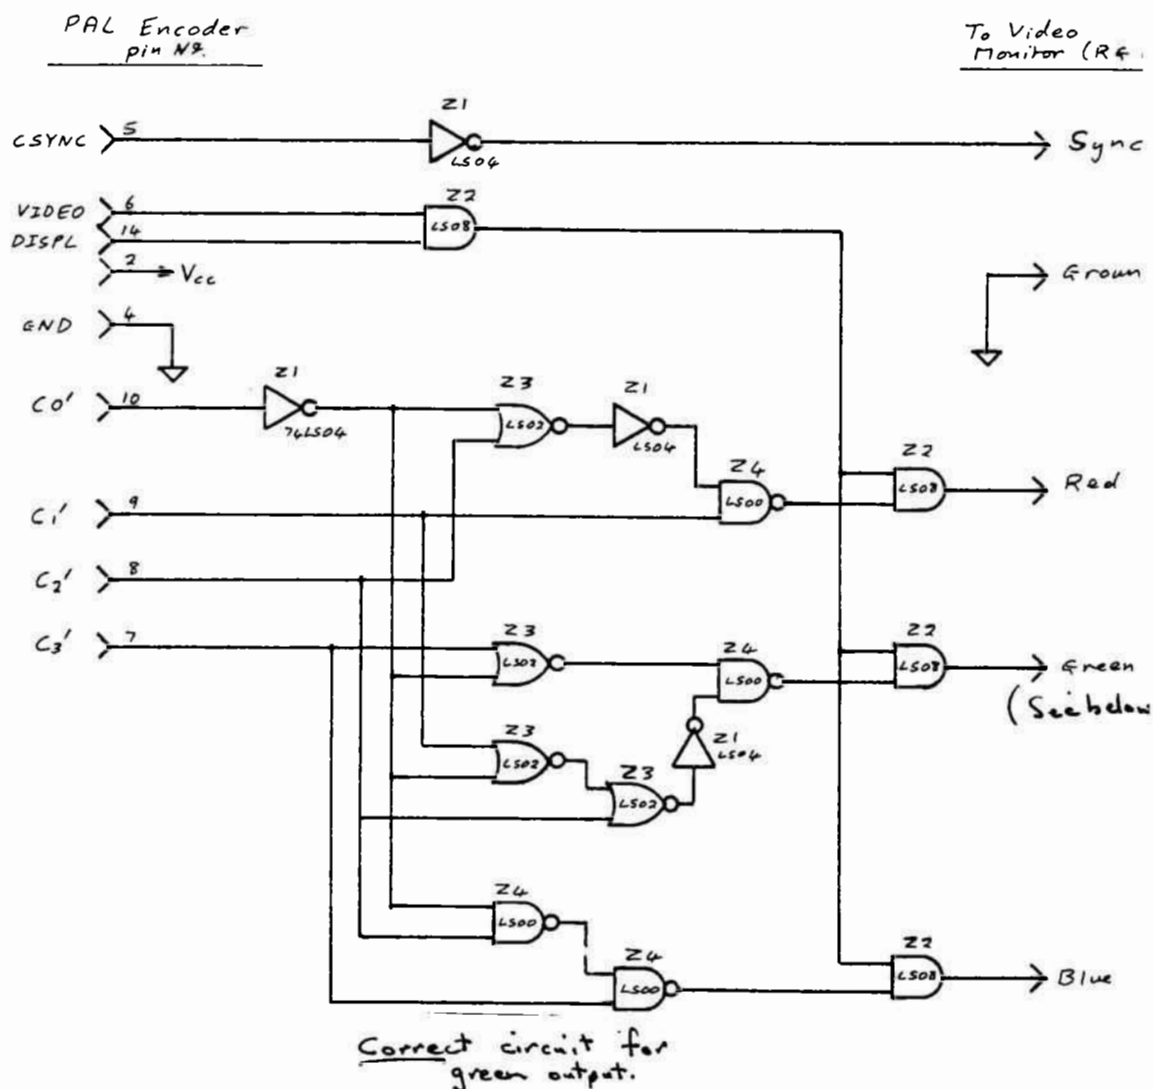 PAL Encoder
pin Nº.
To Video
Monitor (RG
CSYNC 5 Z1 LS04 Sync
VIDEO 6 Z2 LS08
DISPL 14
2 Vcc
Groun
GND 4
C0' 10 Z1 74LS04 Z3 LS02 Z1 LS04
Z4 LS00 Z2 LS08 Red
C1' 9
C2' 8
C3' 7 Z3 LS02 Z4 LS00 Z2 LS08 Green
(See below
Z3 LS02 Z1 LS04
Z3 LS02
Z4 LS00
Z4 LS00 Z2 LS08 Blue
Correct circuit for
green output.